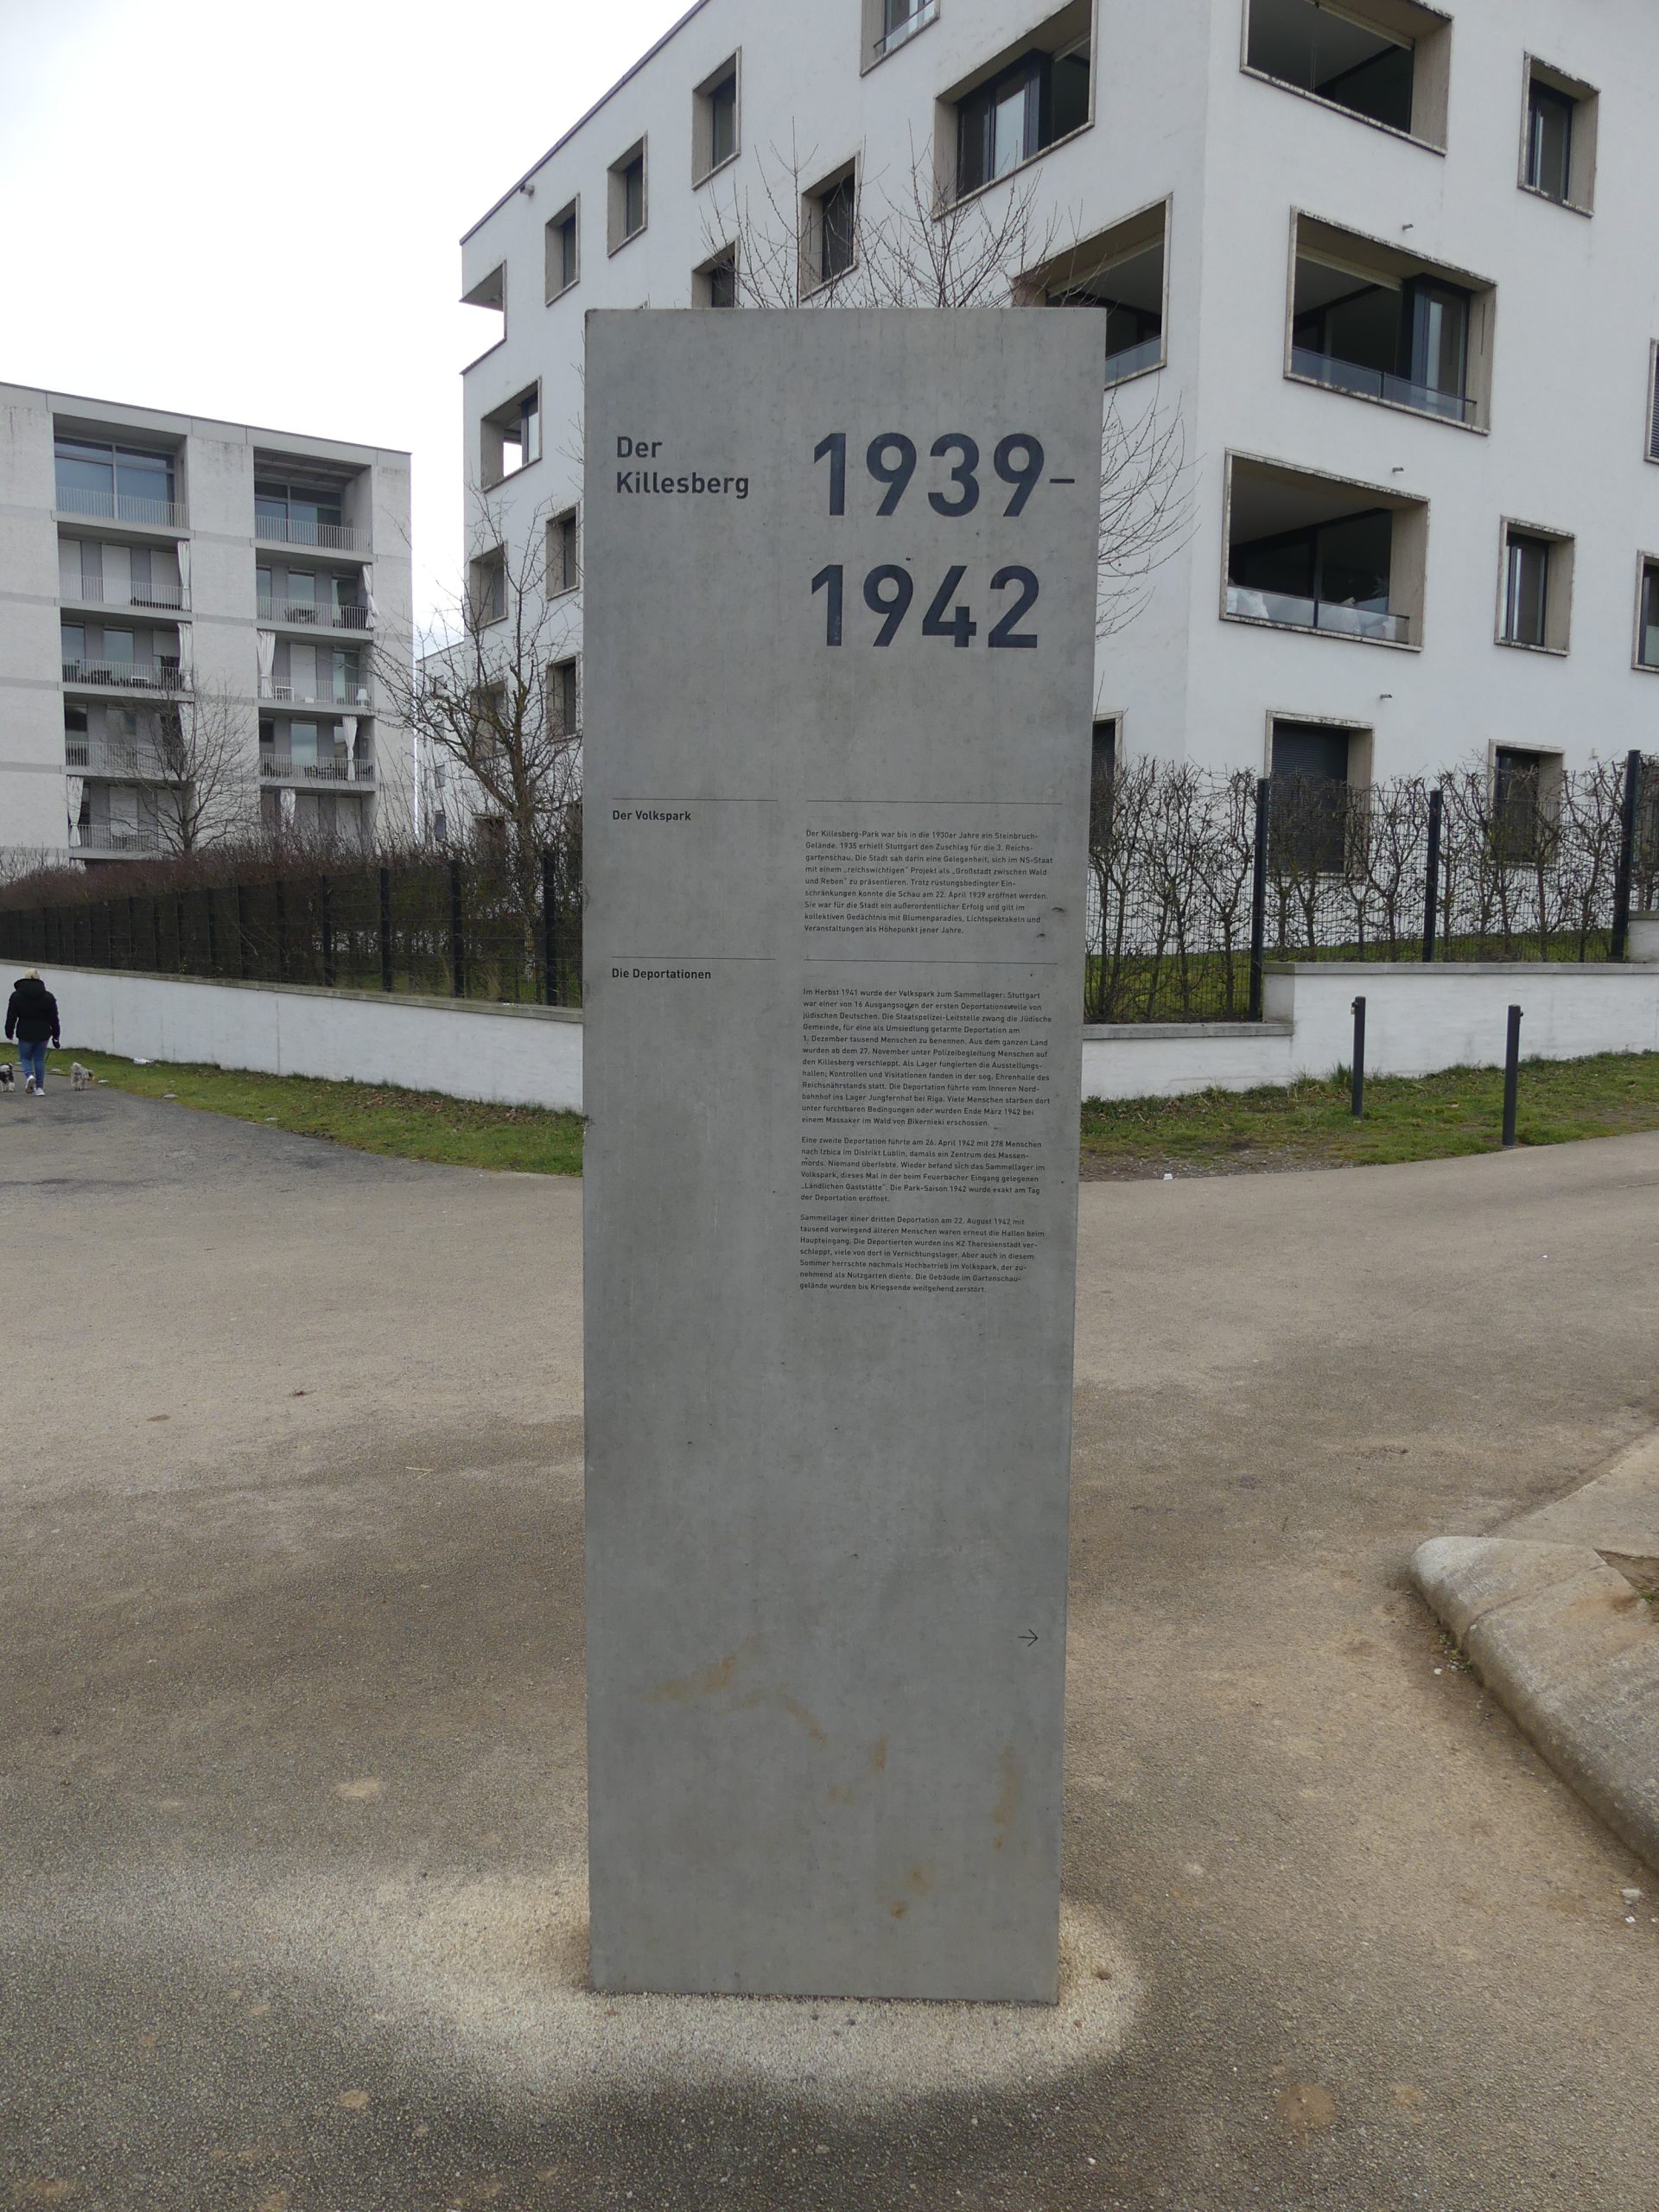 Der
Killesberg
1939–
1942
Der Volkspark
Der Killesberg-Park war bis in die 1930er Jahre ein Steinbruch-
Gelände. 1935 erhielt Stuttgart den Zuschlag für die 3. Reichs-
gartenschau. Die Stadt sah darin eine Gelegenheit, sich im NS-Staat
mit einem „reichswichtigen“ Projekt als „Großstadt zwischen Wald
und Reben“ zu präsentieren. Trotz rüstungsbedingter Ein-
schränkungen konnte die Schau am 22. April 1939 eröffnet werden.
Sie war für die Stadt ein außerordentlicher Erfolg und gilt im
kollektiven Gedächtnis mit Blumenparadies, Lichtspektakeln und
Veranstaltungen als Höhepunkt jener Jahre.
Die Deportationen
Im Herbst 1941 wurde der Volkspark zum Sammellager: Stuttgart
war einer von 16 Ausgangsorten der ersten Deportationswelle von
jüdischen Deutschen. Die Staatspolizei-Leitstelle zwang die Jüdische
Gemeinde, für eine als Umsiedlung getarnte Deportation am
1. Dezember tausend Menschen zu benennen. Aus dem ganzen Land
wurden ab dem 27. November unter Polizeibegleitung Menschen auf
den Killesberg verschleppt. Als Lager fungierten die Ausstellungs-
hallen; Kontrollen und Visitationen fanden in der sog. Ehrenhalle des
Reichsnährstands statt. Die Deportation führte vom Inneren Nord-
bahnhof ins Lager Jungfernhof bei Riga. Viele Menschen starben dort
unter furchtbaren Bedingungen oder wurden Ende März 1942 bei
einem Massaker im Wald von Bikernieki erschossen.
Eine zweite Deportation führte am 26. April 1942 mit 278 Menschen
nach Izbica im Distrikt Lublin, damals ein Zentrum des Massen-
mords. Niemand überlebte. Wieder befand sich das Sammellager im
Volkspark, dieses Mal in der beim Feuerbacher Eingang gelegenen
„Ländlichen Gaststätte“. Die Park-Saison 1942 wurde exakt am Tag
der Deportation eröffnet.
Sammellager einer dritten Deportation am 22. August 1942 mit
tausend vorwiegend älteren Menschen waren erneut die Hallen beim
Haupteingang. Die Deportierten wurden ins KZ Theresienstadt ver-
schleppt, viele von dort in Vernichtungslager. Aber auch in diesem
Sommer herrschte nochmals Hochbetrieb im Volkspark, der zu-
nehmend als Nutzgarten diente. Die Gebäude im Gartenschau-
gelände wurden bis Kriegsende weitgehend zerstört.
→